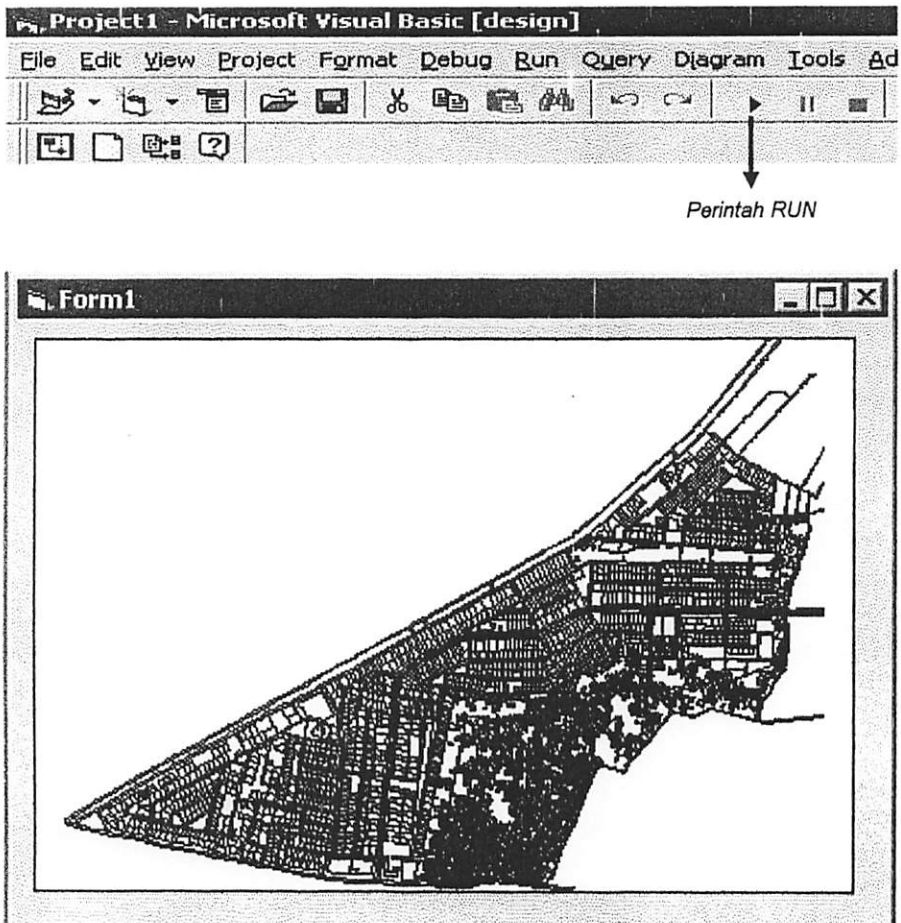 Project1 - Microsoft Visual Basic [design]
File Edit View Project Format Debug Run Query Diagram Tools Ad
Perintah RUN
Form1